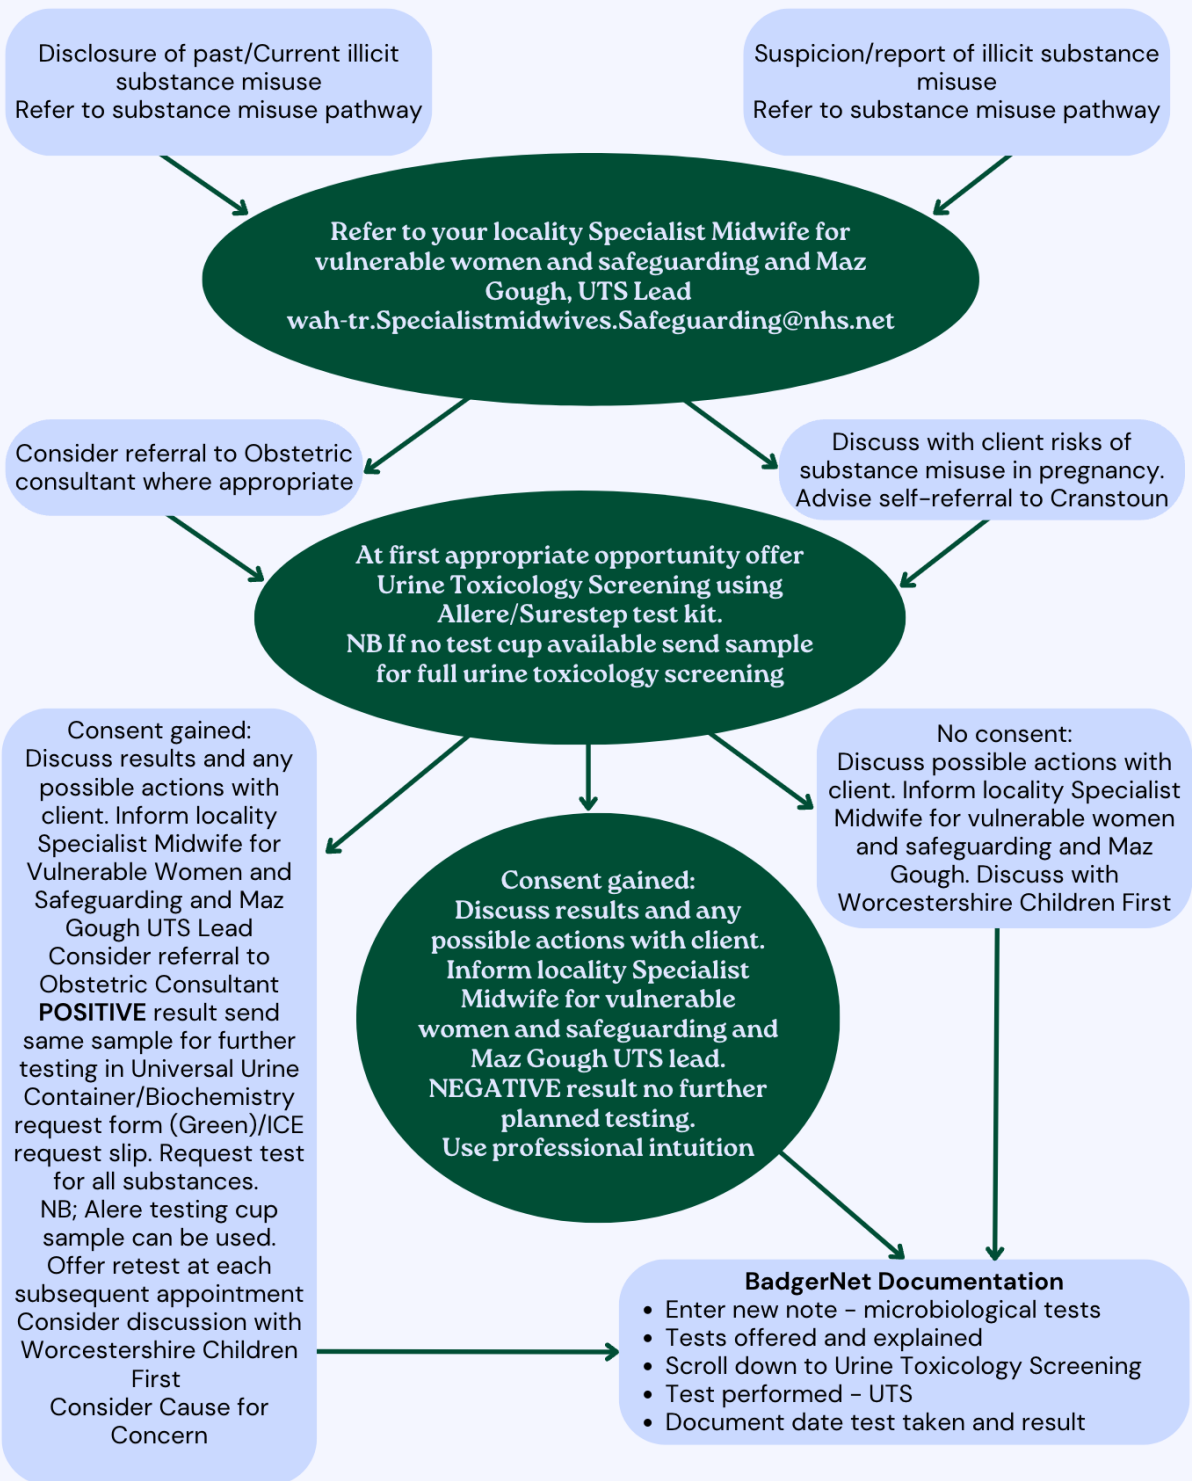 Disclosure of past/Current illicit
substance misuse
Refer to substance misuse pathway
Suspicion/report of illicit substance
misuse
Refer to substance misuse pathway
Refer to your locality Specialist Midwife for
vulnerable women and safeguarding and Maz
Gough, UTS Lead
wah-tr.Specialistmidwives.Safeguarding@nhs.net
Consider referral to Obstetric
consultant where appropriate
Discuss with client risks of
substance misuse in pregnancy.
Advise self-referral to Cranstoun
At first appropriate opportunity offer
Urine Toxicology Screening using
Allere/Surestep test kit.
NB If no test cup available send sample
for full urine toxicology screening
Consent gained:
Discuss results and any
possible actions with
client. Inform locality
Specialist Midwife for
Vulnerable Women and
Safeguarding and Maz
Gough UTS Lead
Consider referral to
Obstetric Consultant
POSITIVE result send
same sample for further
testing in Universal Urine
Container/Biochemistry
request form (Green)/ICE
request slip. Request test
for all substances.
NB; Alere testing cup
sample can be used.
Offer retest at each
subsequent appointment
Consider discussion with
Worcestershire Children
First
Consider Cause for
Concern
Consent gained:
Discuss results and any
possible actions with client.
Inform locality Specialist
Midwife for vulnerable
women and safeguarding and
Maz Gough UTS lead.
NEGATIVE result no further
planned testing.
Use professional intuition
No consent:
Discuss possible actions with
client. Inform locality Specialist
Midwife for vulnerable women
and safeguarding and Maz
Gough. Discuss with
Worcestershire Children First
BadgerNet Documentation
• Enter new note - microbiological tests
• Tests offered and explained
• Scroll down to Urine Toxicology Screening
• Test performed - UTS
• Document date test taken and result